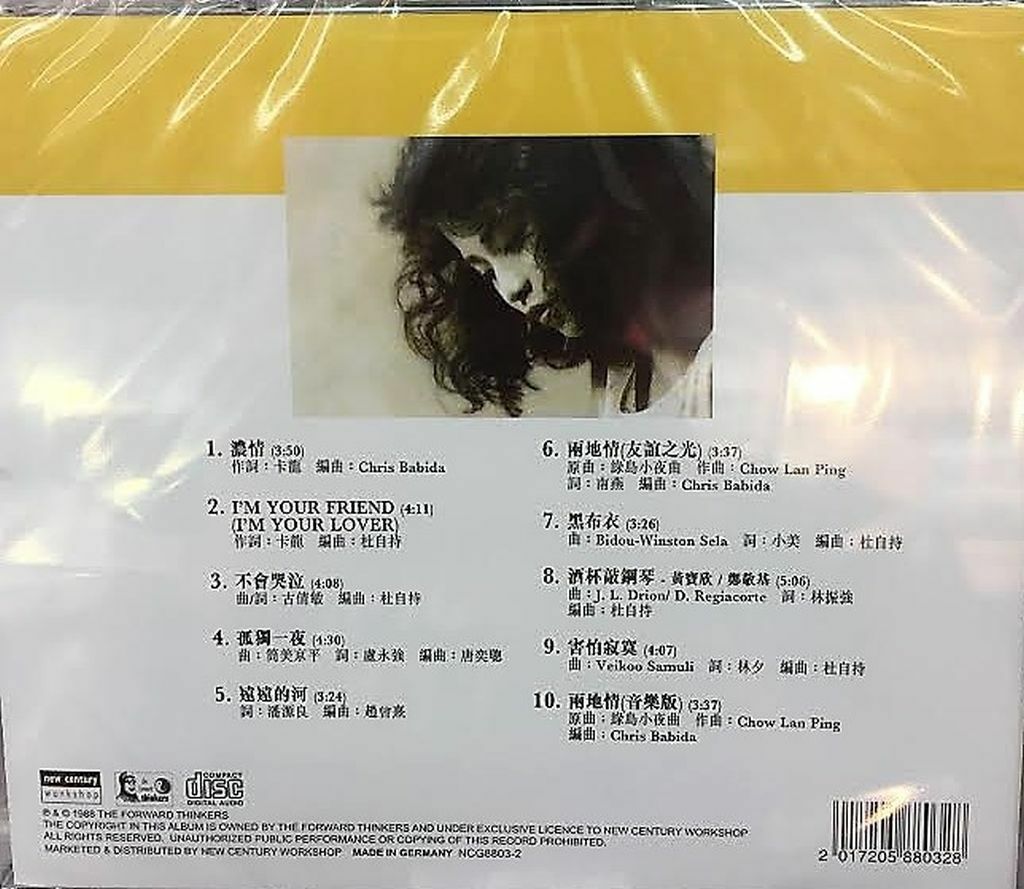 1. 濃情 (3:50)
作詞：卡龍 編曲：Chris Babida
2. I'M YOUR FRIEND (4:11)
(I'M YOUR LOVER)
作詞：卡龍 編曲：杜自持
3. 不會哭泣 (4:08)
曲/詞：古倩敏 編曲：杜自持
4. 孤獨一夜 (4:30)
曲：筒美京平 詞：盧永強 編曲：唐奕聰
5. 遠遠的河 (3:24)
詞：潘源良 編曲：趙曾熹
6. 兩地情(友誼之光) (3:37)
原曲：綠島小夜曲 作曲：Chow Lan Ping
詞：南燕 編曲：Chris Babida
7. 黑布衣 (3:26)
曲：Bidou-Winston Sela 詞：小美 編曲：杜自持
8. 酒杯敲鋼琴 - 黃寶欣 / 鄭敬基 (5:06)
曲：J. L. Drion/ D. Regiacorte 詞：林振強
編曲：杜自持
9. 害怕寂寞 (4:07)
曲：Veikoo Samuli 詞：林夕 編曲：杜自持
10. 兩地情(音樂版) (3:37)
原曲：綠島小夜曲 作曲：Chow Lan Ping
編曲：Chris Babida
new century
workshop
thinkers
COMPACT
disc
DIGITAL AUDIO
℗ & © 1988 THE FORWARD THINKERS
THE COPYRIGHT IN THIS ALBUM IS OWNED BY THE FORWARD THINKERS AND UNDER EXCLUSIVE LICENCE TO NEW CENTURY WORKSHOP
ALL RIGHTS RESERVED. UNAUTHORIZED PUBLIC PERFORMANCE OR COPYING OF THIS RECORD PROHIBITED.
MARKETED & DISTRIBUTED BY NEW CENTURY WORKSHOP MADE IN GERMANY NCG8803-2
2 017205 880328